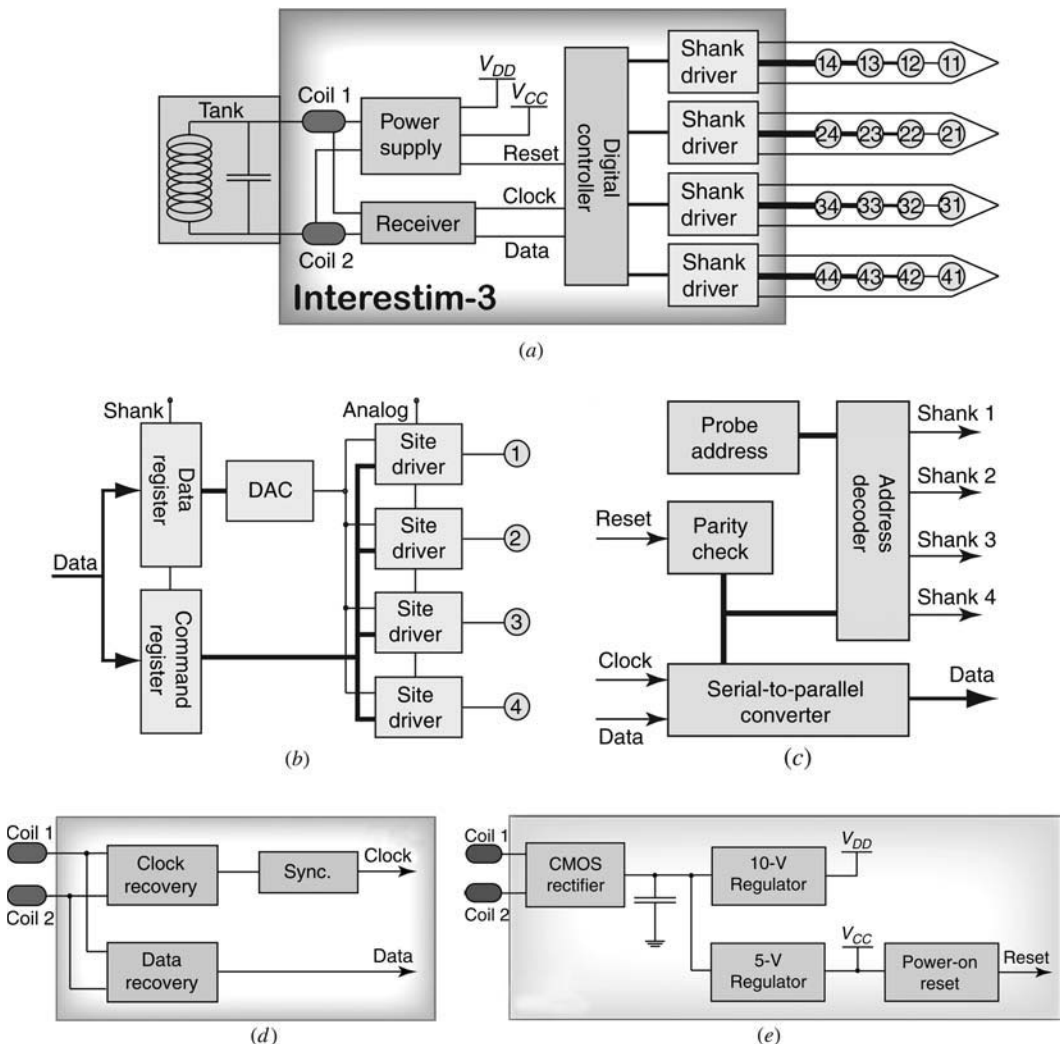 Tank
Coil 1
Coil 2
Power
supply
V_DD
V_CC
Reset
Receiver
Clock
Data
Digital
controller
Shank
driver
14 13 12 11
Shank
driver
24 23 22 21
Shank
driver
34 33 32 31
Shank
driver
44 43 42 41
Interestim-3
(a)
Shank
Analog
Data
Data
register
Command
register
DAC
Site
driver
1
Site
driver
2
Site
driver
3
Site
driver
4
(b)
Probe
address
Reset
Parity
check
Address
decoder
Shank 1
Shank 2
Shank 3
Shank 4
Clock
Data
Serial-to-parallel
converter
Data
(c)
Coil 1
Coil 2
Clock
recovery
Sync.
Clock
Data
recovery
Data
(d)
Coil 1
Coil 2
CMOS
rectifier
10-V
Regulator
V_DD
5-V
Regulator
V_CC
Power-on
reset
Reset
(e)